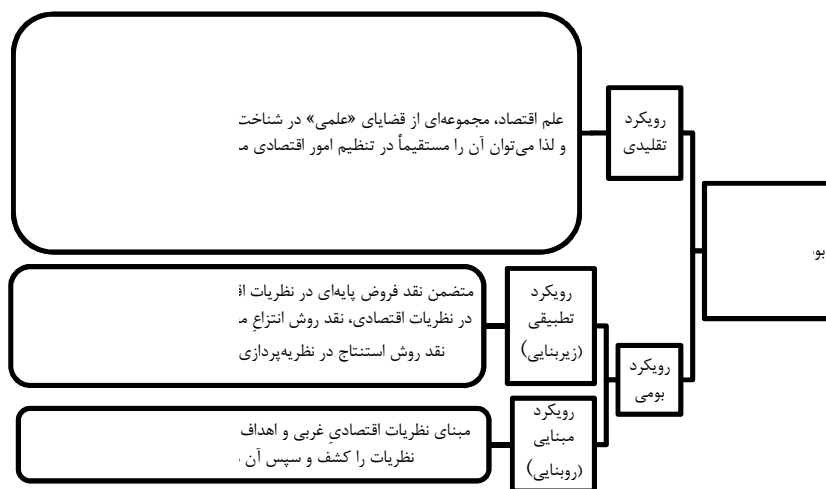 علم اقتصاد، مجموعه‌ای از قضایای «علمی» در شناخت
و لذا می‌توان آن را مستقیماً در تنظیم امور اقتصادی
رویکرد
تقلیدی
متضمن نقد فروض پایه‌ای در نظریات
در نظریات اقتصادی، نقد روش انتزاعِ
نقد روش استنتاج در نظریه‌پردازی
رویکرد
تطبیقی
(زیربنایی)
رویکرد
بومی
مبنای نظریات اقتصادیِ غربی و اهداف
نظریات را کشف و سپس آن
رویکرد
مبنایی
(روبنایی)